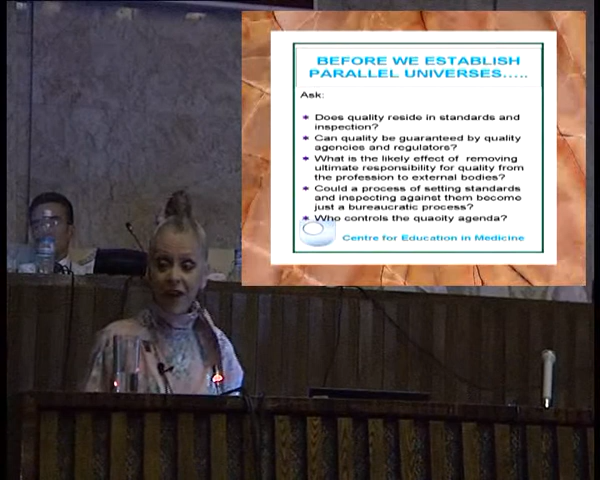 BEFORE WE ESTABLISH
PARALLEL UNIVERSES.....
Ask:
* Does quality reside in standards and
inspection?
* Can quality be guaranteed by quality
agencies and regulators?
* What is the likely effect of removing
ultimate responsibility for quality from
the profession to external bodies?
* Could a process of setting standards
and inspecting against them become
just a bureaucratic process?
* Who controls the quaoity agenda?
Centre for Education in Medicine